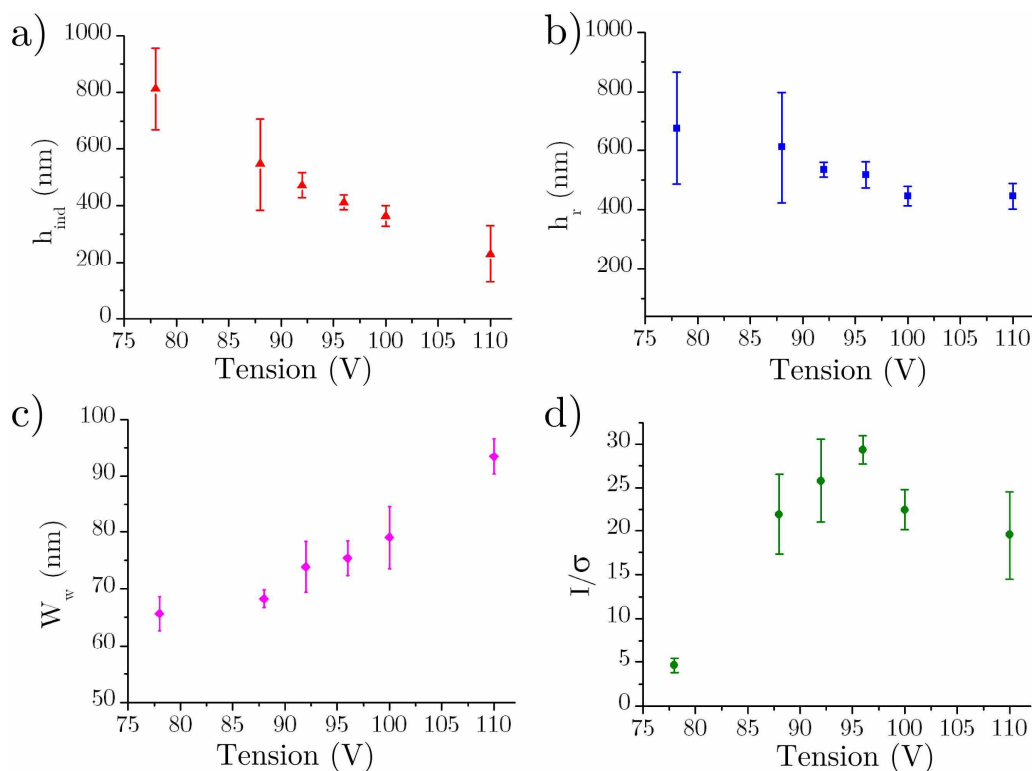 a)
1000
800
600
400
200
0
h_ind (nm)
75 80 85 90 95 100 105 110
Tension (V)
b)
1000
800
600
400
200
h_r (nm)
75 80 85 90 95 100 105 110
Tension (V)
c)
100
90
80
70
60
50
W_w (nm)
75 80 85 90 95 100 105 110
Tension (V)
d)
30
25
20
15
10
5
0
I/σ
75 80 85 90 95 100 105 110
Tension (V)